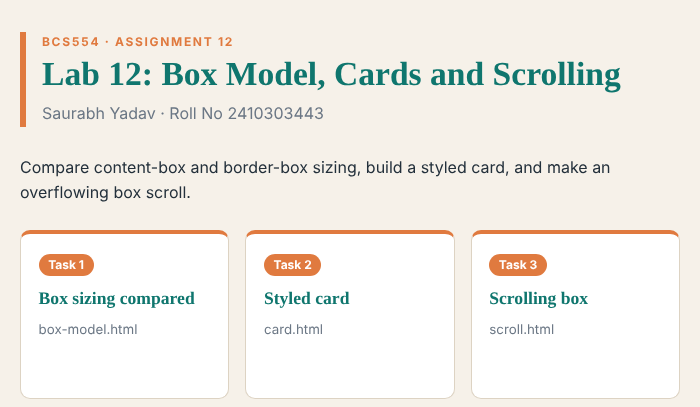 BCS554 · ASSIGNMENT 12
Lab 12: Box Model, Cards and Scrolling
Saurabh Yadav · Roll No 2410303443
Compare content-box and border-box sizing, build a styled card, and make an
overflowing box scroll.
Task 1
Box sizing compared
box-model.html
Task 2
Styled card
card.html
Task 3
Scrolling box
scroll.html